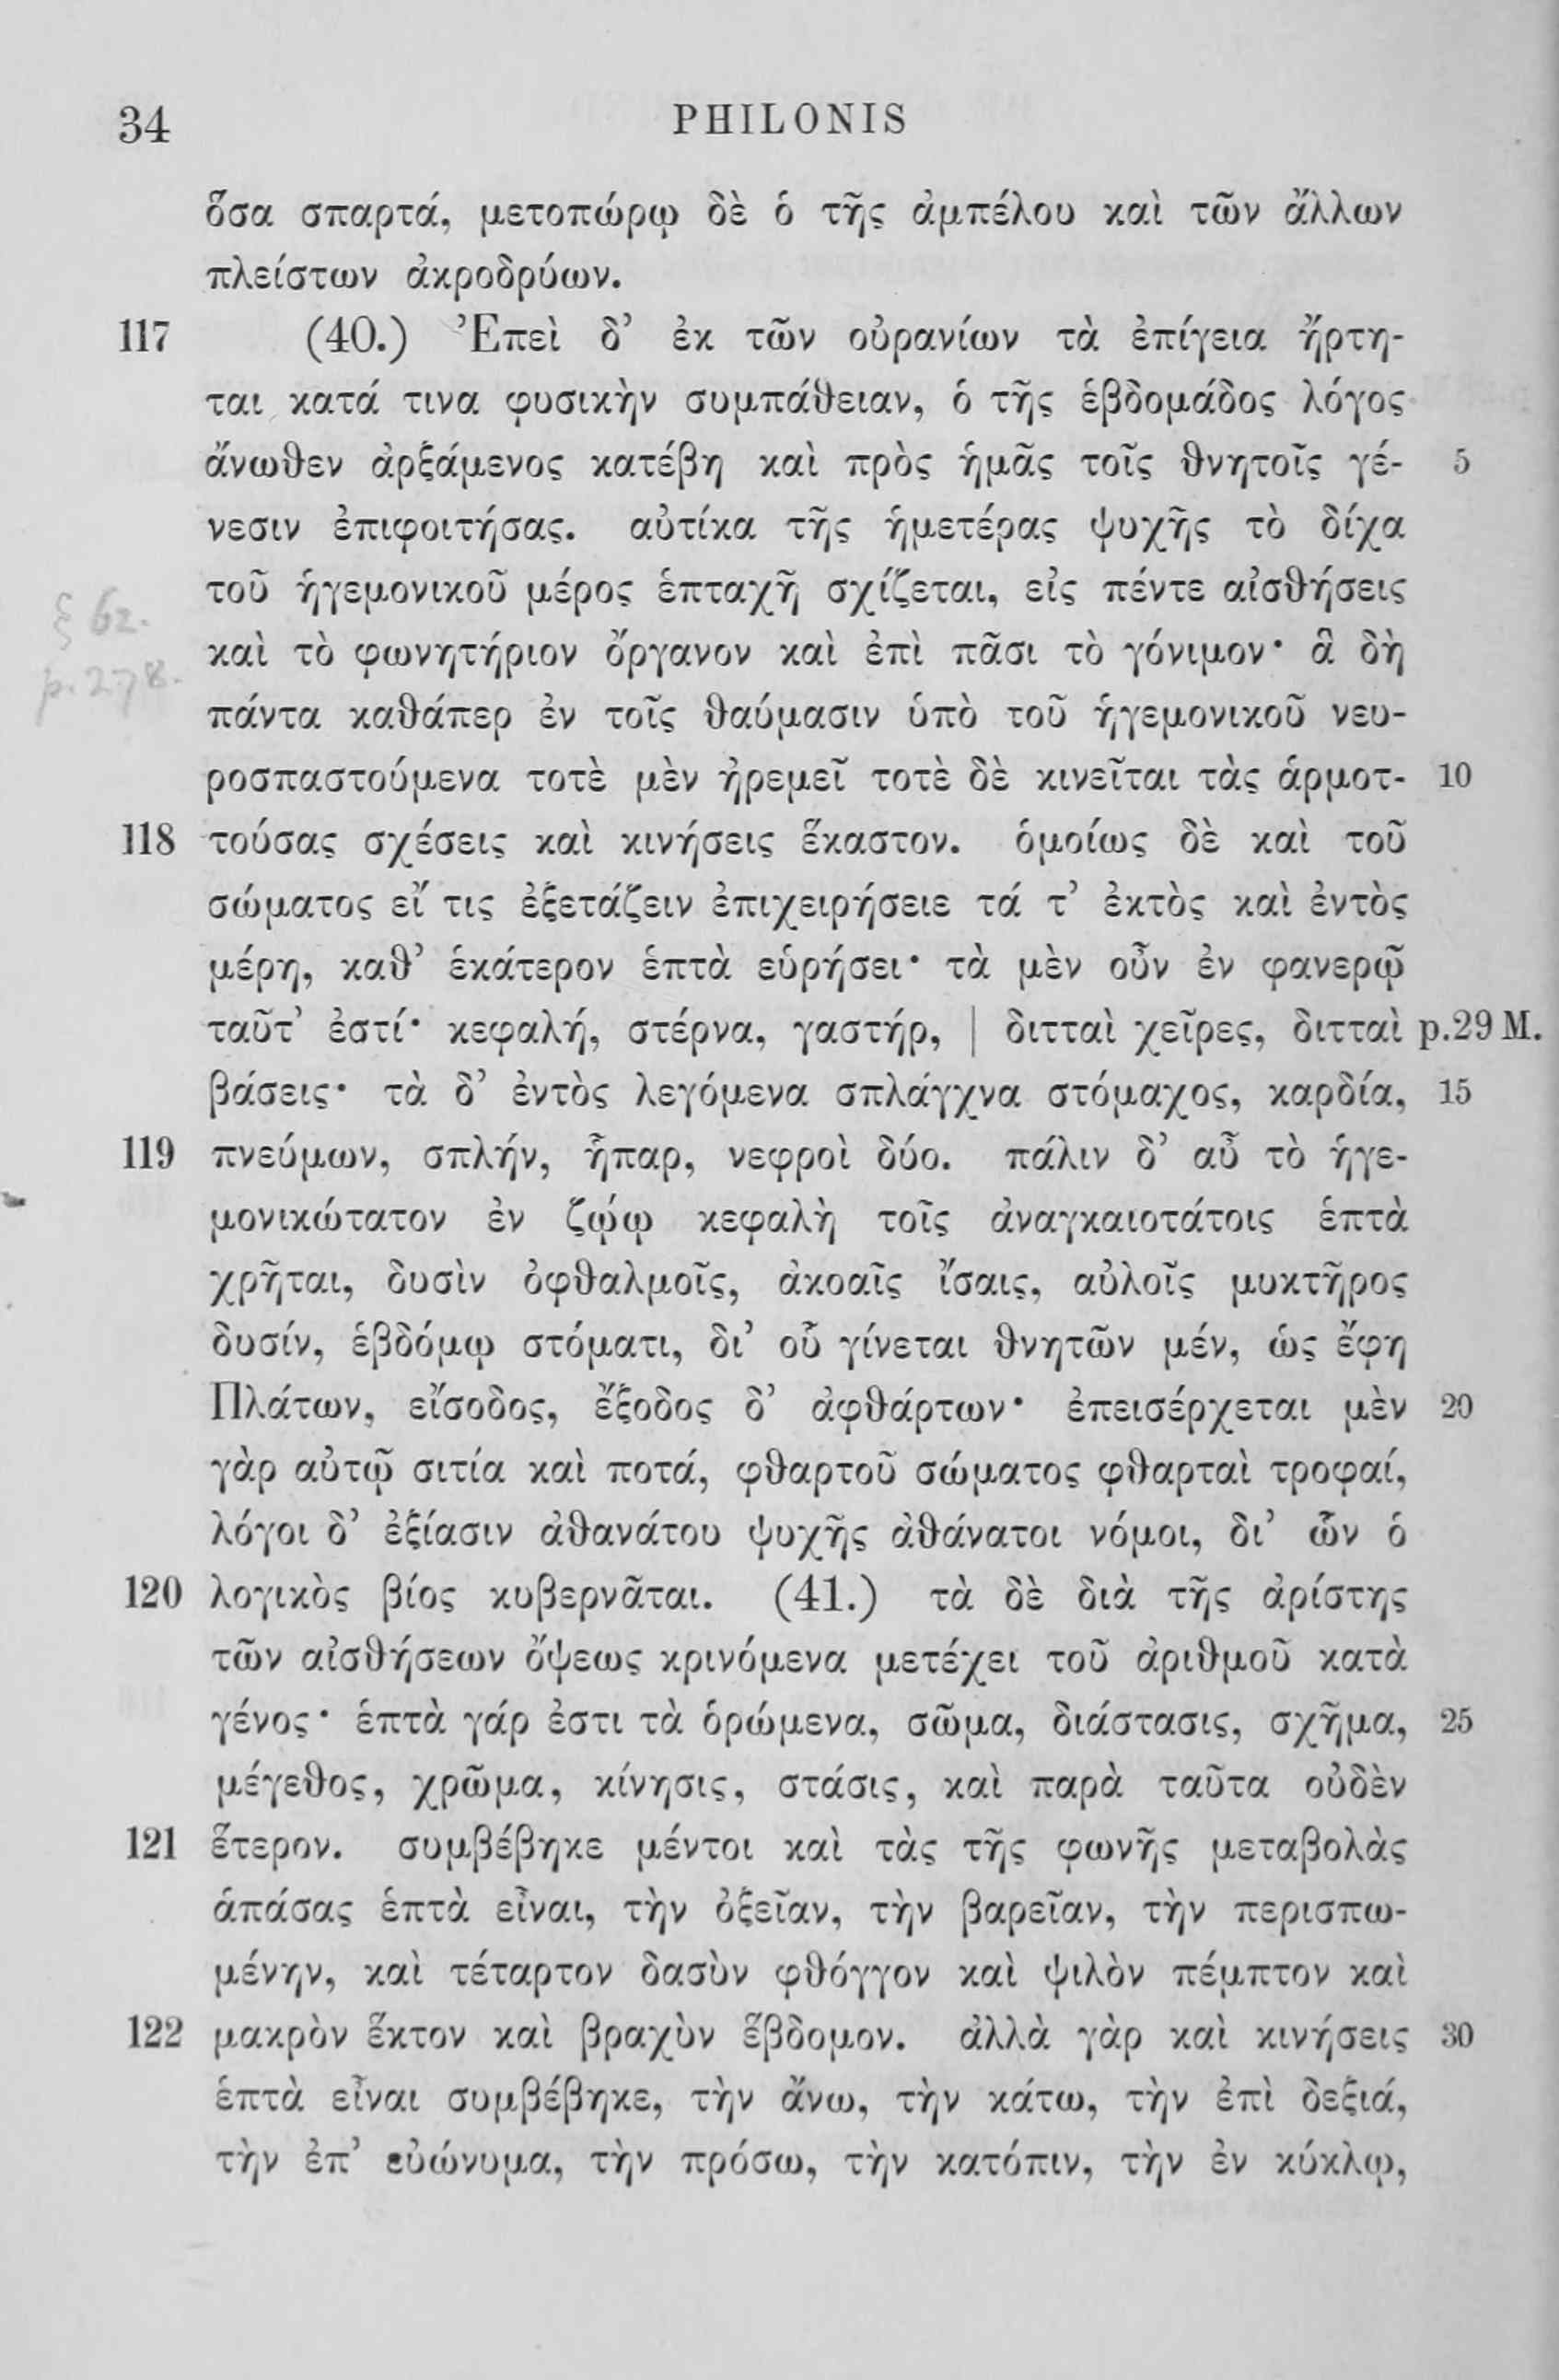 34 PHILONIS
ὅσα σπαρτά, μετοπώρῳ δὲ ὁ τῆς ἀμπέλου καὶ τῶν ἄλλων
πλείστων ἀκροδρύων.
117 (40.) Ἐπεὶ δ’ ἐκ τῶν οὐρανίων τὰ ἐπίγεια ἤρτη-
ται κατά τινα φυσικὴν συμπάθειαν, ὁ τῆς ἑβδομάδος λόγος
ἄνωθεν ἀρξάμενος κατέβη καὶ πρὸς ἡμᾶς τοῖς θνητοῖς γέ- 5
νεσιν ἐπιφοιτήσας. αὐτίκα τῆς ἡμετέρας ψυχῆς τὸ δίχα
τοῦ ἡγεμονικοῦ μέρος ἑπταχῆ σχίζεται, εἰς πέντε αἰσθήσεις
§ 62.
καὶ τὸ φωνητήριον ὄργανον καὶ ἐπὶ πᾶσι τὸ γόνιμον· ἃ δὴ
p. 278.
πάντα καθάπερ ἐν τοῖς θαύμασιν ὑπὸ τοῦ ἡγεμονικοῦ νευ-
ροσπαστούμενα τοτὲ μὲν ἠρεμεῖ τοτὲ δὲ κινεῖται τὰς ἁρμοτ- 10
118 τούσας σχέσεις καὶ κινήσεις ἕκαστον. ὁμοίως δὲ καὶ τοῦ
σώματος εἴ τις ἐξετάζειν ἐπιχειρήσειε τά τ’ ἐκτὸς καὶ ἐντὸς
μέρη, καθ’ ἑκάτερον ἑπτὰ εὑρήσει· τὰ μὲν οὖν ἐν φανερῷ
ταῦτ’ ἐστί· κεφαλή, στέρνα, γαστήρ, | διτταὶ χεῖρες, διτταὶ p.29 M.
βάσεις· τὰ δ’ ἐντὸς λεγόμενα σπλάγχνα στόμαχος, καρδία, 15
119 πνεύμων, σπλήν, ἧπαρ, νεφροὶ δύο. πάλιν δ’ αὖ τὸ ἡγε-
μονικώτατον ἐν ζῴῳ κεφαλὴ τοῖς ἀναγκαιοτάτοις ἑπτὰ
χρῆται, δυσὶν ὀφθαλμοῖς, ἀκοαῖς ἴσαις, αὐλοῖς μυκτῆρος
δυσίν, ἑβδόμῳ στόματι, δι’ οὗ γίνεται θνητῶν μέν, ὡς ἔφη
Πλάτων, εἴσοδος, ἔξοδος δ’ ἀφθάρτων· ἐπεισέρχεται μὲν 20
γὰρ αὐτῷ σιτία καὶ ποτά, φθαρτοῦ σώματος φθαρταὶ τροφαί,
λόγοι δ’ ἐξίασιν ἀθανάτου ψυχῆς ἀθάνατοι νόμοι, δι’ ὧν ὁ
120 λογικὸς βίος κυβερνᾶται. (41.) τὰ δὲ διὰ τῆς ἀρίστης
τῶν αἰσθήσεων ὄψεως κρινόμενα μετέχει τοῦ ἀριθμοῦ κατὰ
γένος· ἑπτὰ γάρ ἐστι τὰ ὁρώμενα, σῶμα, διάστασις, σχῆμα, 25
μέγεθος, χρῶμα, κίνησις, στάσις, καὶ παρὰ ταῦτα οὐδὲν
121 ἕτερον. συμβέβηκε μέντοι καὶ τὰς τῆς φωνῆς μεταβολὰς
ἁπάσας ἑπτὰ εἶναι, τὴν ὀξεῖαν, τὴν βαρεῖαν, τὴν περισπω-
μένην, καὶ τέταρτον δασὺν φθόγγον καὶ ψιλὸν πέμπτον καὶ
122 μακρὸν ἕκτον καὶ βραχὺν ἕβδομον. ἀλλὰ γὰρ καὶ κινήσεις 30
ἑπτὰ εἶναι συμβέβηκε, τὴν ἄνω, τὴν κάτω, τὴν ἐπὶ δεξιά,
τὴν ἐπ’ εὐώνυμα, τὴν πρόσω, τὴν κατόπιν, τὴν ἐν κύκλῳ,